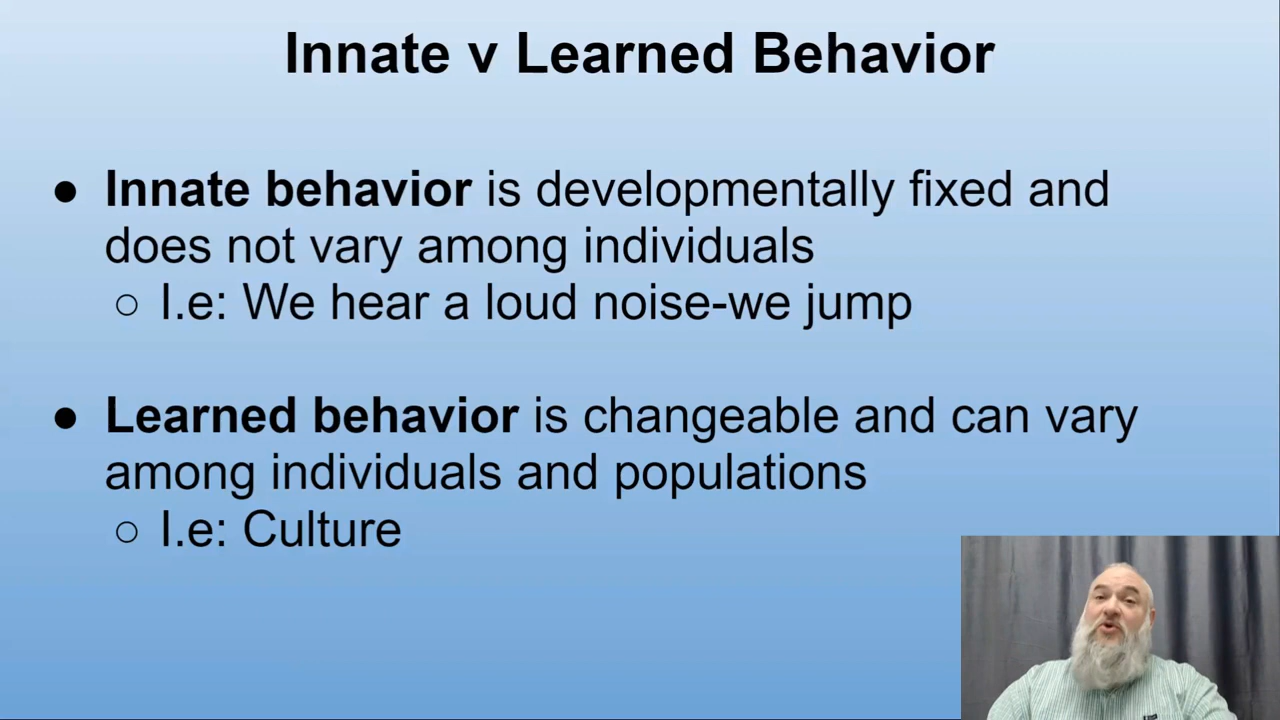 Innate v Learned Behavior
● Innate behavior is developmentally fixed and
does not vary among individuals
○ I.e: We hear a loud noise-we jump
● Learned behavior is changeable and can vary
among individuals and populations
○ I.e: Culture